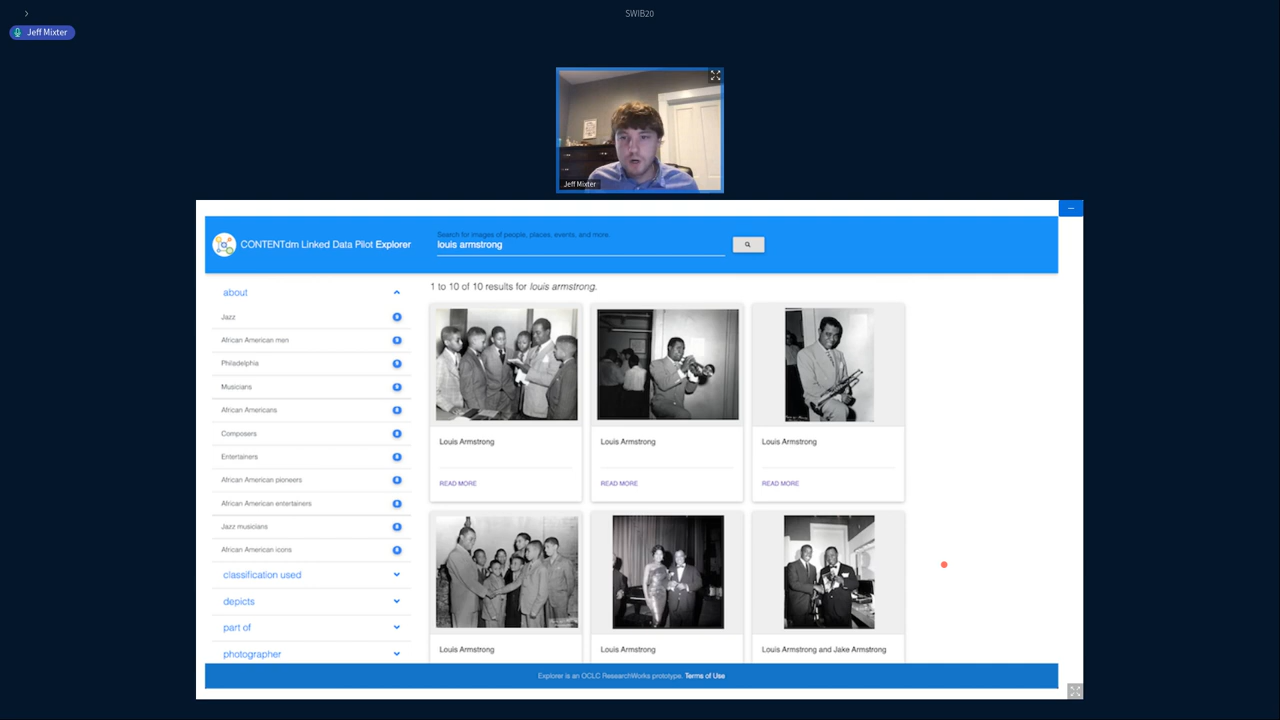 SWIB20
Jeff Mixter
Jeff Mixter
CONTENTdm Linked Data Pilot Explorer
Search for images of people, places, events, and more.
louis armstrong
about
Jazz
African American men
Philadelphia
Musicians
African Americans
Composers
Entertainers
African American pioneers
African American entertainers
Jazz musicians
African American icons
classification used
depicts
part of
photographer
1 to 10 of 10 results for louis armstrong.
Louis Armstrong
READ MORE
Louis Armstrong
READ MORE
Louis Armstrong
READ MORE
Louis Armstrong
Louis Armstrong
Louis Armstrong and Jake Armstrong
Explorer is an OCLC ResearchWorks prototype. Terms of Use